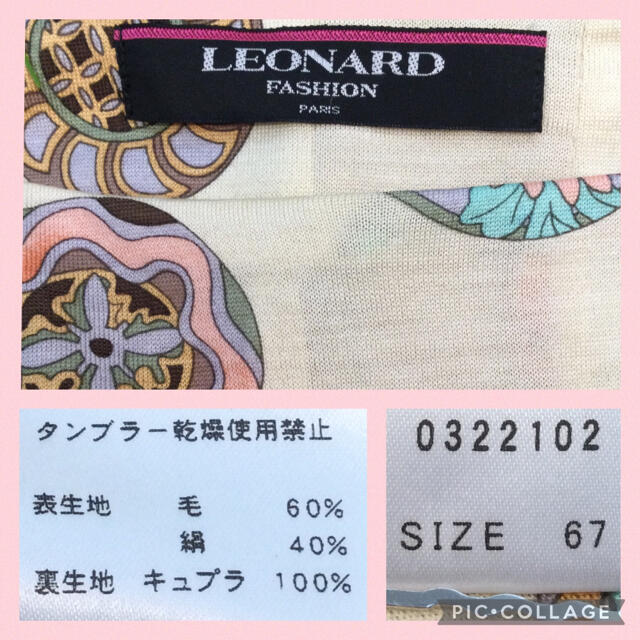 LEONARD
FASHION
PARIS
タンブラー乾燥使用禁止
表生地 毛 60%
絹 40%
裏生地 キュプラ 100%
0322102
SIZE 67
PIC•COLLAGE